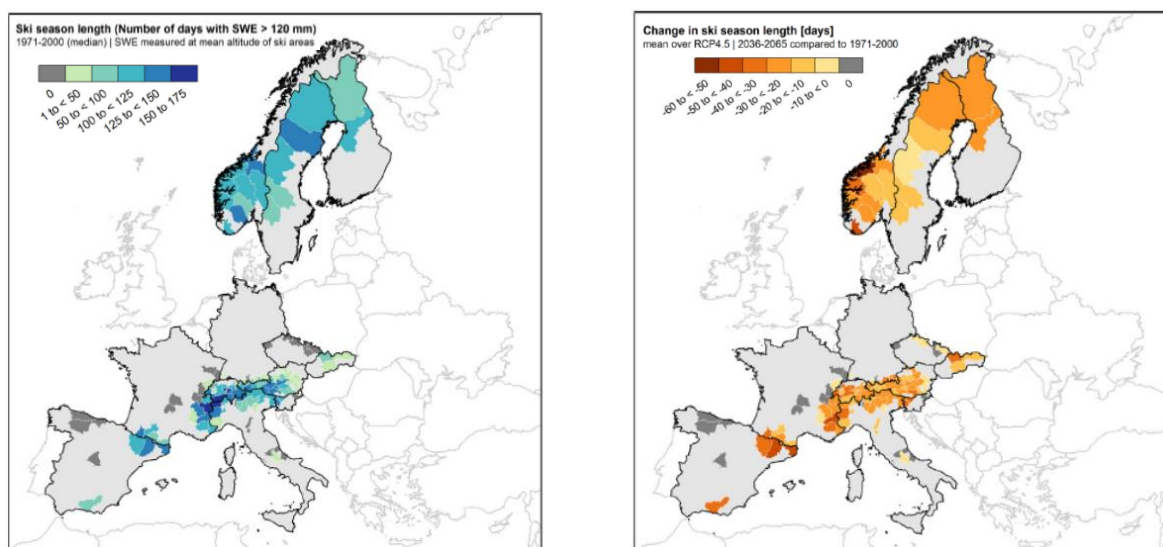 Ski season length (Number of days with SWE > 120 mm)
1971-2000 (median) | SWE measured at mean altitude of ski areas
0
1 to < 50
50 to < 100
100 to < 125
125 to < 150
150 to 175
Change in ski season length [days]
mean over RCP4.5 | 2036-2065 compared to 1971-2000
-60 to < -50
-50 to < -40
-40 to < -30
-30 to < -20
-20 to < -10
-10 to < 0
0